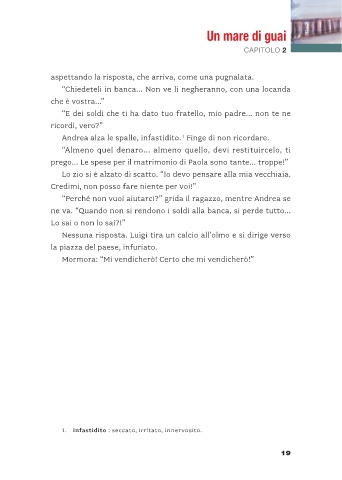 Un mare di guai
CAPITOLO 2
aspettando la risposta, che arriva, come una pugnalata.
“Chiedeteli in banca... Non ve li negheranno, con una locanda
che è vostra...”
“E dei soldi che ti ha dato tuo fratello, mio padre... non te ne
ricordi, vero?”
Andrea alza le spalle, infastidito.¹ Finge di non ricordare.
“Almeno quel denaro... almeno quello, devi restituircelo, ti
prego... Le spese per il matrimonio di Paola sono tante... troppe!”
Lo zio si è alzato di scatto. “Io devo pensare alla mia vecchiaia.
Credimi, non posso fare niente per voi!”
“Perché non vuoi aiutarci?” grida il ragazzo, mentre Andrea se
ne va. “Quando non si rendono i soldi alla banca, si perde tutto...
Lo sai o non lo sai?!”
Nessuna risposta. Luigi tira un calcio all’olmo e si dirige verso
la piazza del paese, infuriato.
Mormora: “Mi vendicherò! Certo che mi vendicherò!”
1. infastidito : seccato, irritato, innervosito.
19